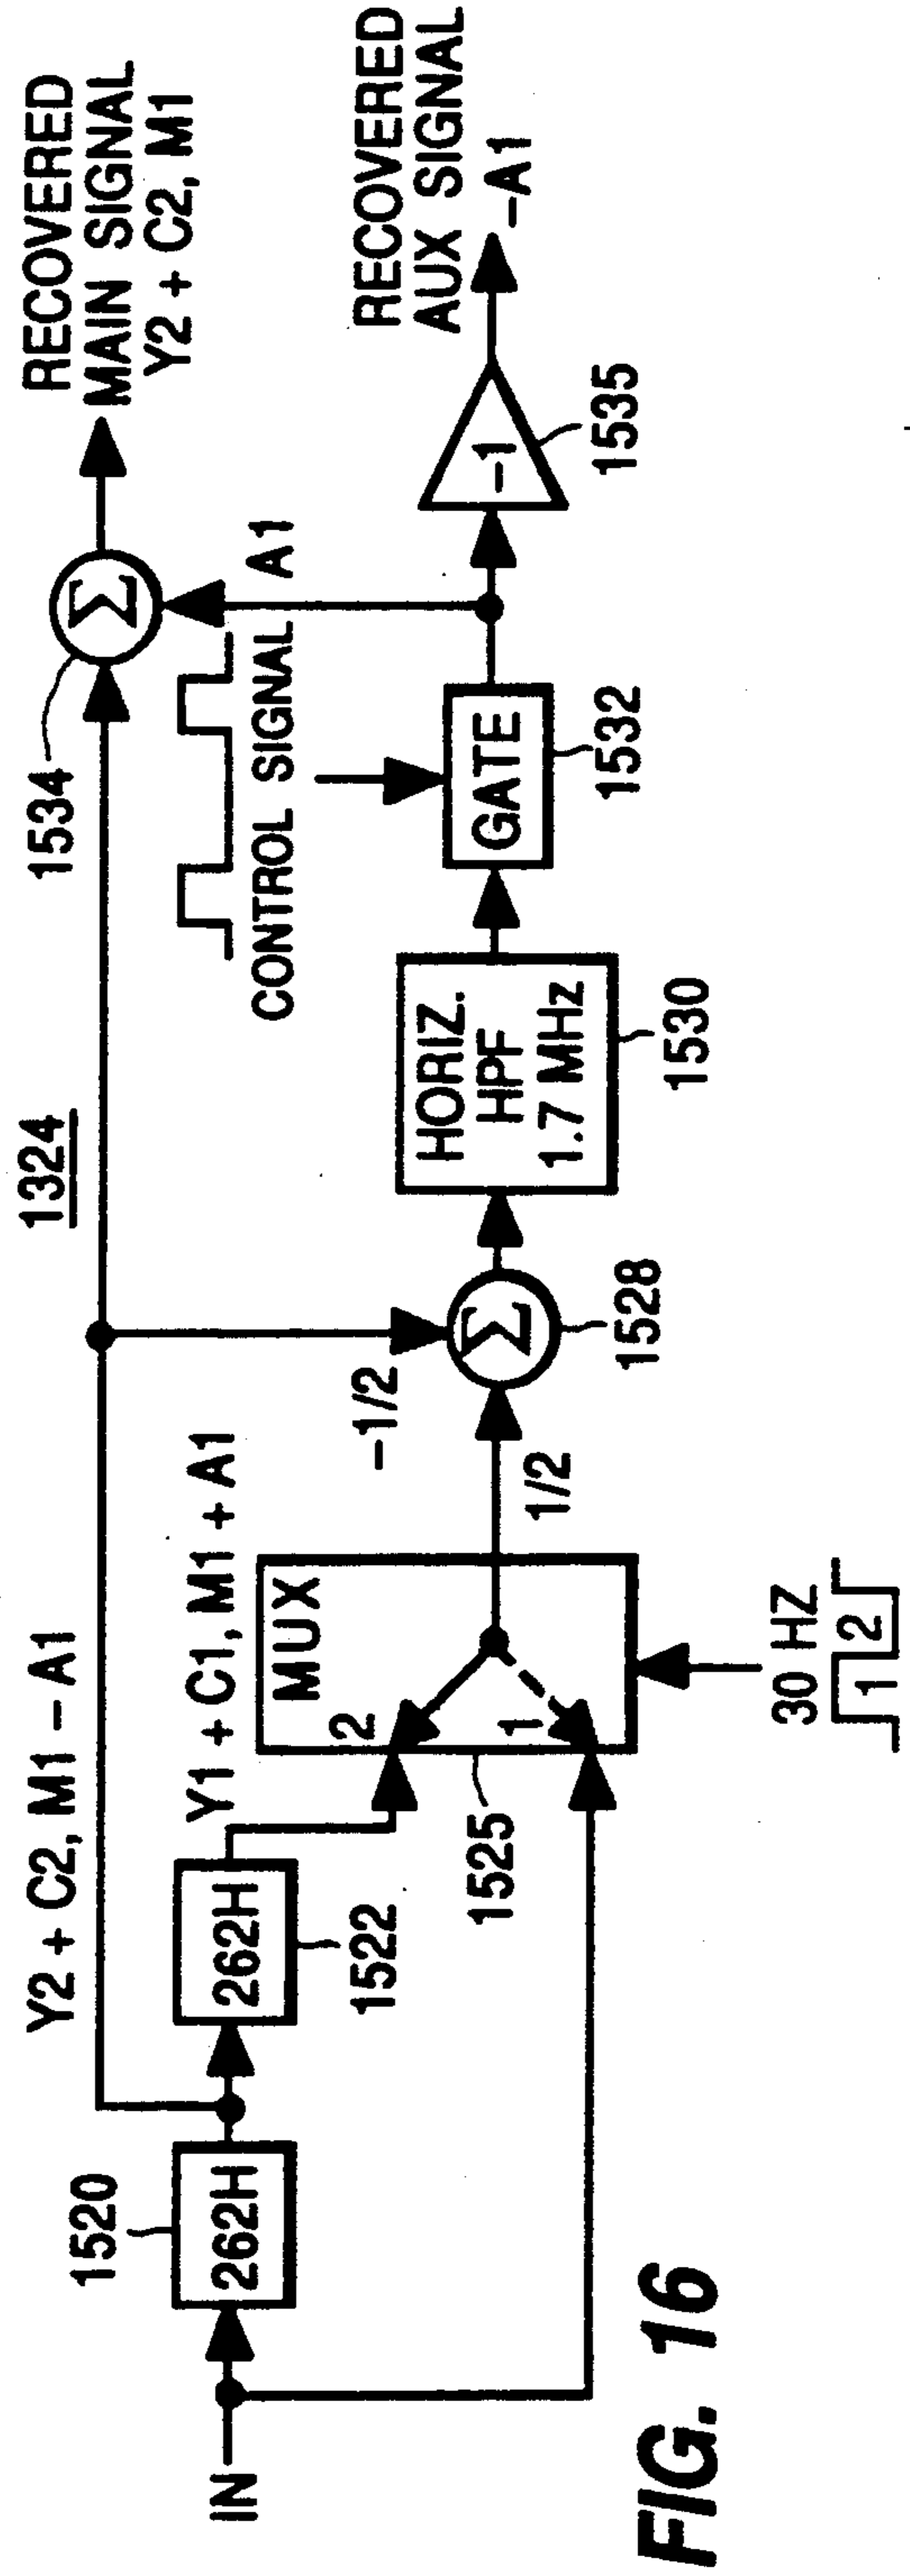 1324
RECOVERED
MAIN SIGNAL
Y2 + C2, M1
1534
Y2 + C2, M1 – A1
1520
262H
IN
262H
1522
Y1 + C1, M1 + A1
MUX
2
1
1525
30 HZ
1 2
–1/2
1/2
Σ
1528
HORIZ.
HPF
1.7 MHz
1530
CONTROL SIGNAL
GATE
1532
A1
Σ
–1
1535
RECOVERED
AUX SIGNAL
–A1
FIG. 16